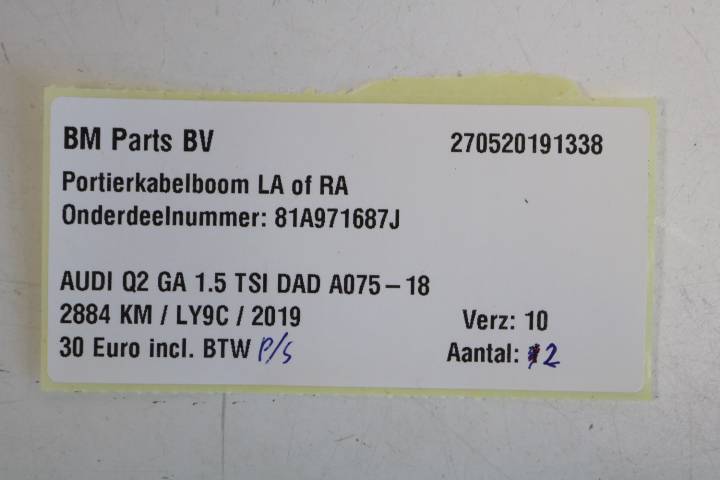 BM Parts BV 270520191338
Portierkabelboom LA of RA
Onderdeelnummer: 81A971687J
AUDI Q2 GA 1.5 TSI DAD A075-18
2884 KM / LY9C / 2019 Verz: 10
30 Euro incl. BTW P/S Aantal: 2